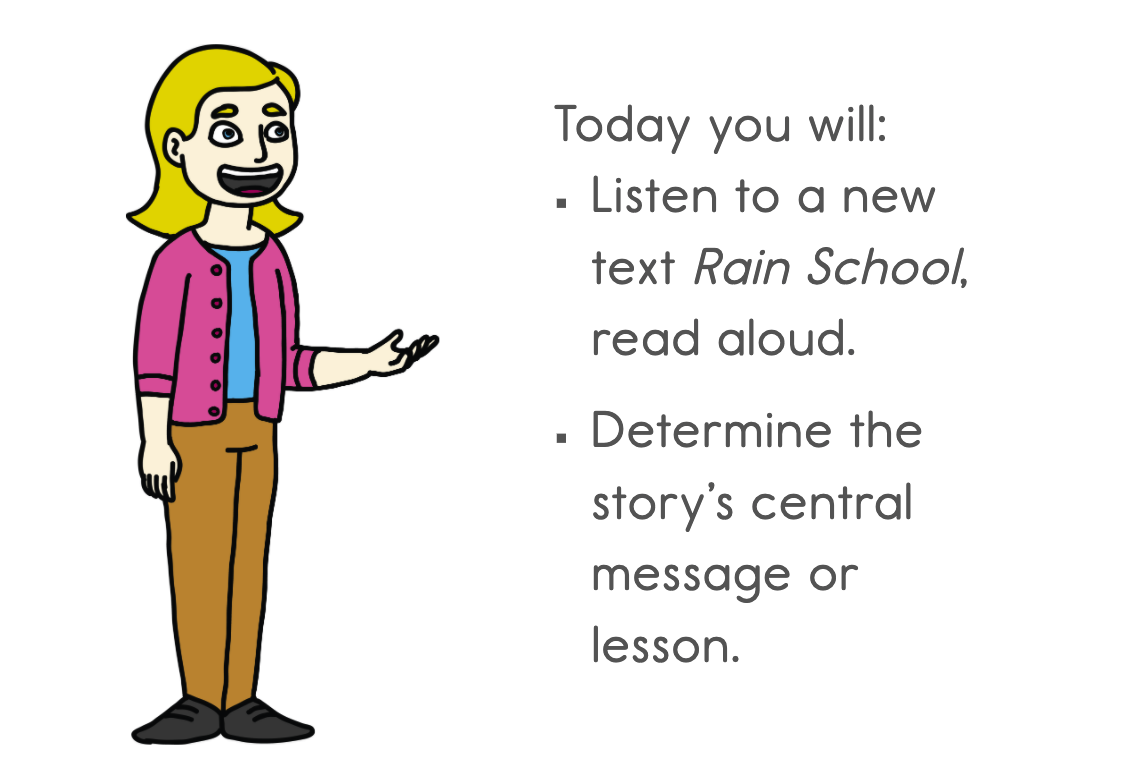 Today you will:
▪ Listen to a new
text Rain School,
read aloud.
▪ Determine the
story’s central
message or
lesson.